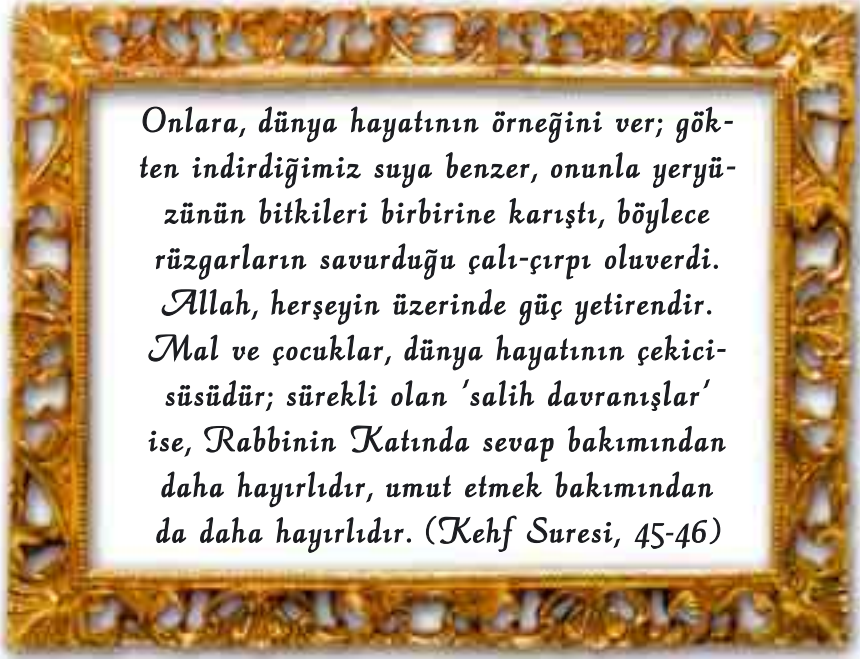 Onlara, dünya hayatının örneğini ver; gök-
ten indirdiğimiz suya benzer, onunla yeryü-
zünün bitkileri birbirine karıştı, böylece
rüzgarların savurduğu çalı-çırpı oluverdi.
Allah, herşeyin üzerinde güç yetirendir.
Mal ve çocuklar, dünya hayatının çekici-
süsüdür; sürekli olan 'salih davranışlar'
ise, Rabbinin Katında sevap bakımından
daha hayırlıdır, umut etmek bakımından
da daha hayırlıdır. (Kehf Suresi, 45-46)